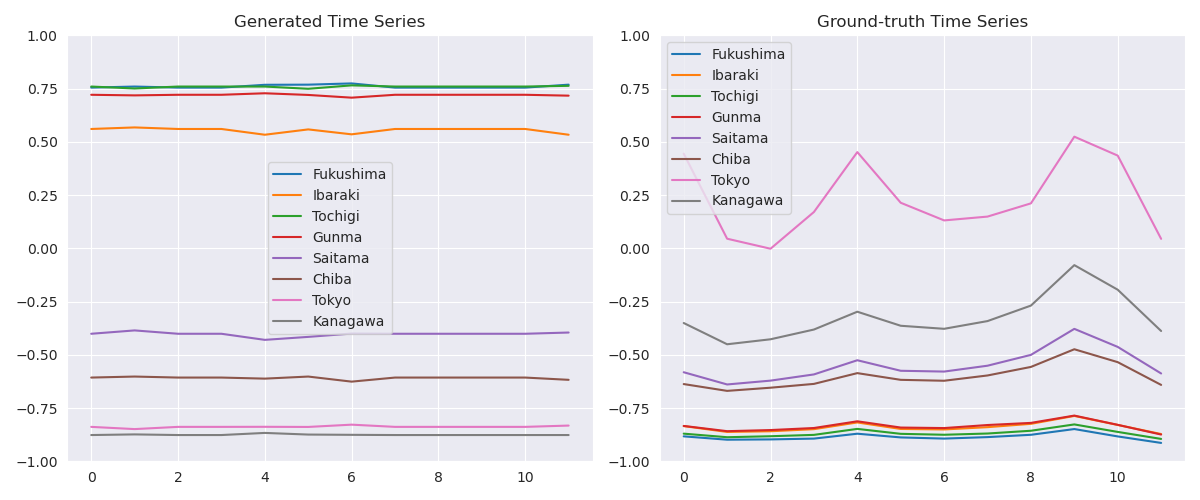 Generated Time Series
1.00
0.75
0.50
0.25
0.00
−0.25
−0.50
−0.75
−1.00
0 2 4 6 8 10
Fukushima
Ibaraki
Tochigi
Gunma
Saitama
Chiba
Tokyo
Kanagawa
Ground-truth Time Series
1.00
0.75
0.50
0.25
0.00
−0.25
−0.50
−0.75
−1.00
0 2 4 6 8 10
Fukushima
Ibaraki
Tochigi
Gunma
Saitama
Chiba
Tokyo
Kanagawa